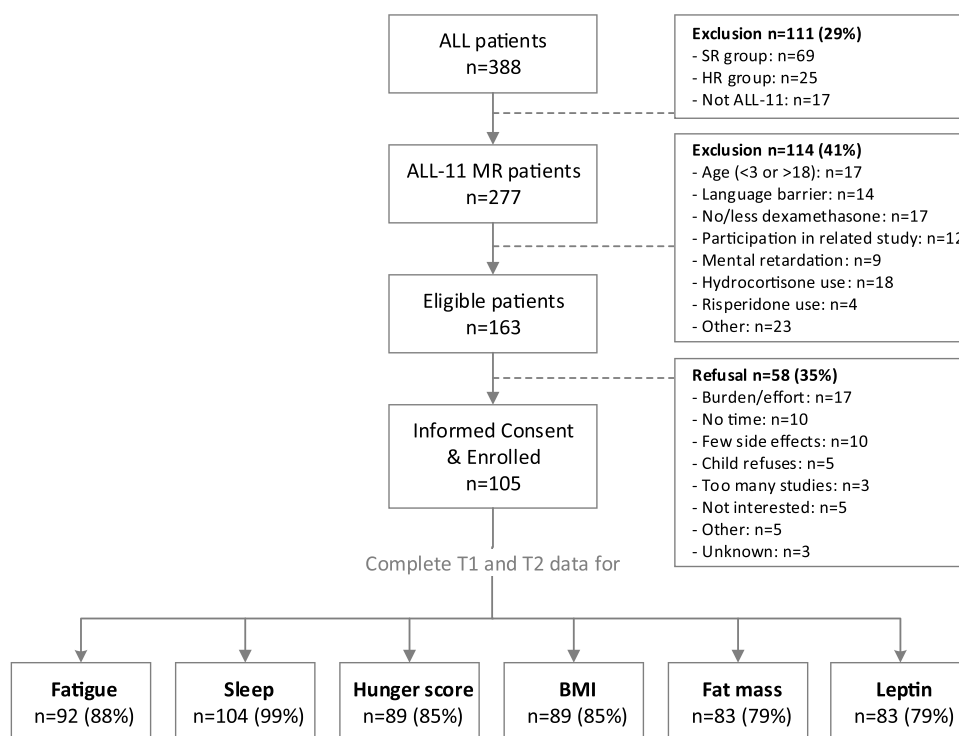 ALL patients
n=388
Exclusion n=111 (29%)
- SR group: n=69
- HR group: n=25
- Not ALL-11: n=17
ALL-11 MR patients
n=277
Exclusion n=114 (41%)
- Age (<3 or >18): n=17
- Language barrier: n=14
- No/less dexamethasone: n=17
- Participation in related study: n=12
- Mental retardation: n=9
- Hydrocortisone use: n=18
- Risperidone use: n=4
- Other: n=23
Eligible patients
n=163
Refusal n=58 (35%)
- Burden/effort: n=17
- No time: n=10
- Few side effects: n=10
- Child refuses: n=5
- Too many studies: n=3
- Not interested: n=5
- Other: n=5
- Unknown: n=3
Informed Consent
& Enrolled
n=105
Complete T1 and T2 data for
Fatigue
n=92 (88%)
Sleep
n=104 (99%)
Hunger score
n=89 (85%)
BMI
n=89 (85%)
Fat mass
n=83 (79%)
Leptin
n=83 (79%)